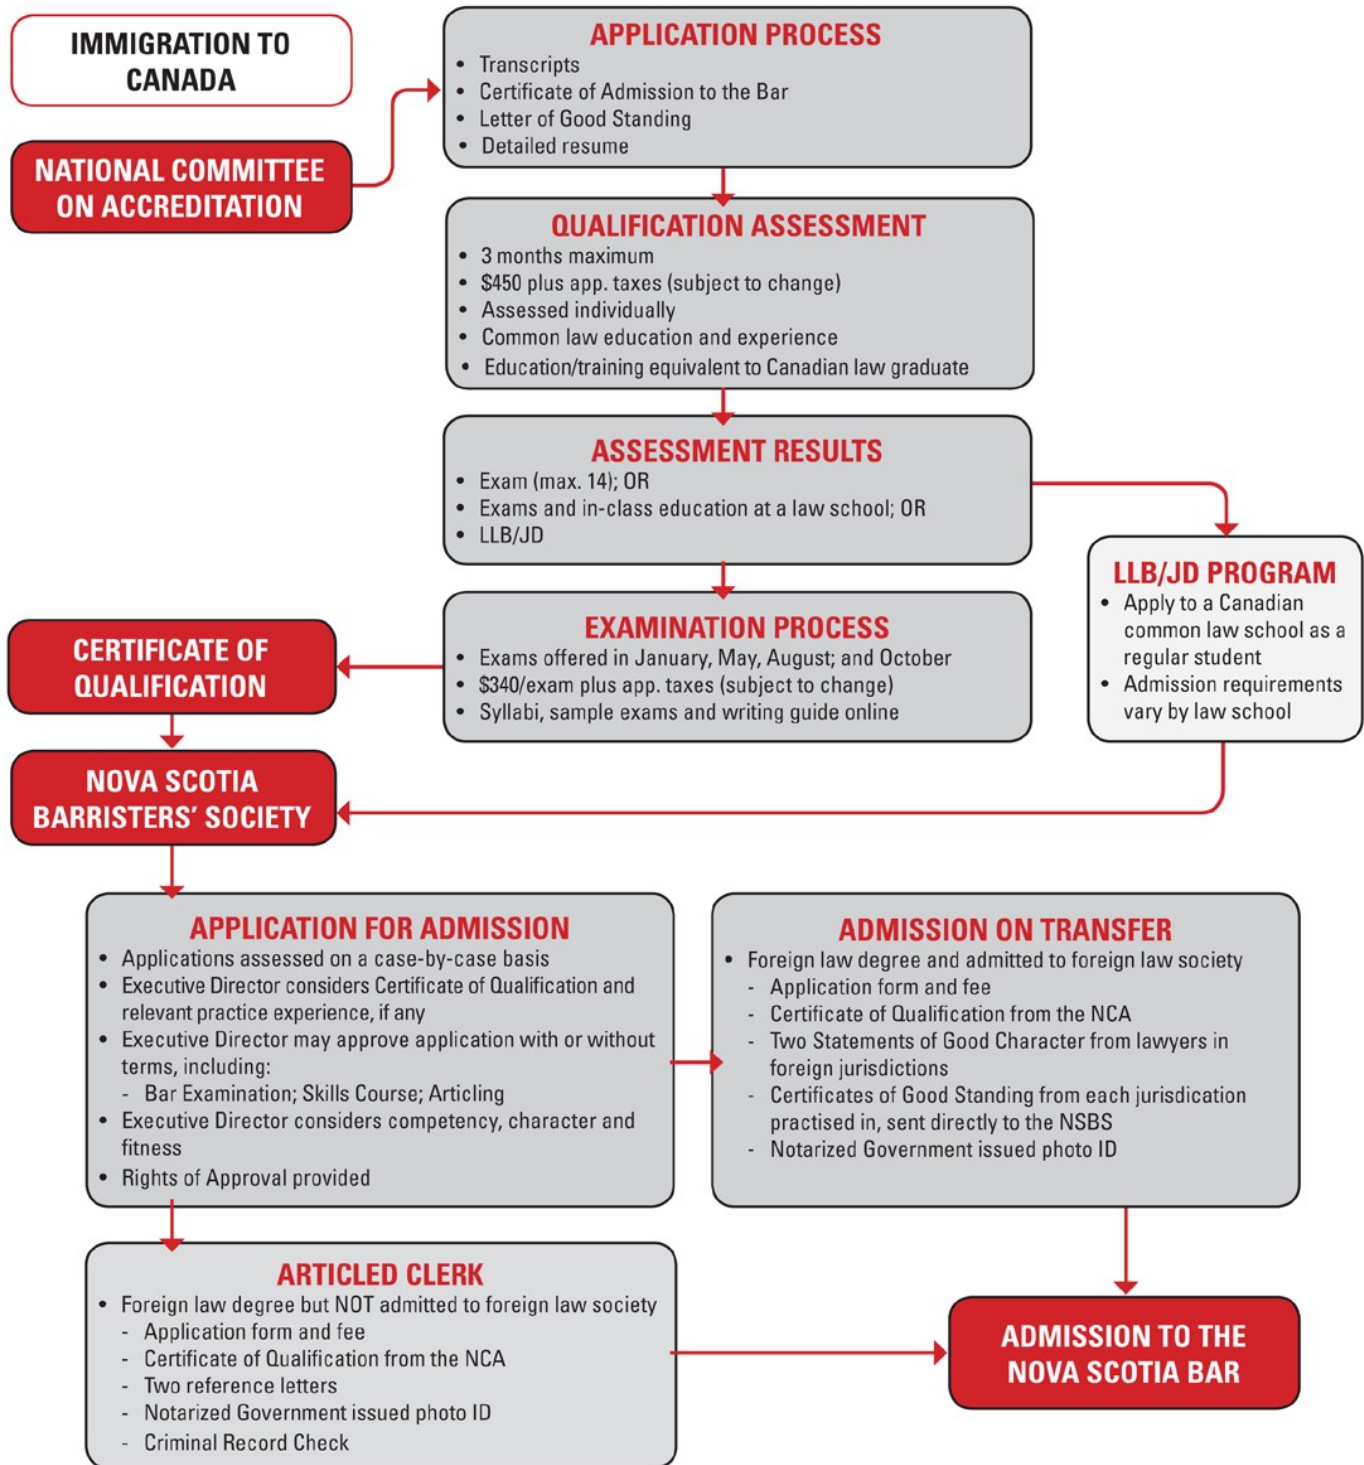 IMMIGRATION TO
CANADA
NATIONAL COMMITTEE
ON ACCREDITATION
APPLICATION PROCESS
• Transcripts
• Certificate of Admission to the Bar
• Letter of Good Standing
• Detailed resume
QUALIFICATION ASSESSMENT
• 3 months maximum
• $450 plus app. taxes (subject to change)
• Assessed individually
• Common law education and experience
• Education/training equivalent to Canadian law graduate
ASSESSMENT RESULTS
• Exam (max. 14); OR
• Exams and in-class education at a law school; OR
• LLB/JD
LLB/JD PROGRAM
• Apply to a Canadian
common law school as a
regular student
• Admission requirements
vary by law school
EXAMINATION PROCESS
• Exams offered in January, May, August; and October
• $340/exam plus app. taxes (subject to change)
• Syllabi, sample exams and writing guide online
CERTIFICATE OF
QUALIFICATION
NOVA SCOTIA
BARRISTERS’ SOCIETY
APPLICATION FOR ADMISSION
• Applications assessed on a case-by-case basis
• Executive Director considers Certificate of Qualification and
relevant practice experience, if any
• Executive Director may approve application with or without
terms, including:
- Bar Examination; Skills Course; Articling
• Executive Director considers competency, character and
fitness
• Rights of Approval provided
ADMISSION ON TRANSFER
• Foreign law degree and admitted to foreign law society
- Application form and fee
- Certificate of Qualification from the NCA
- Two Statements of Good Character from lawyers in
foreign jurisdictions
- Certificates of Good Standing from each jurisdication
practised in, sent directly to the NSBS
- Notarized Government issued photo ID
ARTICLED CLERK
• Foreign law degree but NOT admitted to foreign law society
- Application form and fee
- Certificate of Qualification from the NCA
- Two reference letters
- Notarized Government issued photo ID
- Criminal Record Check
ADMISSION TO THE
NOVA SCOTIA BAR